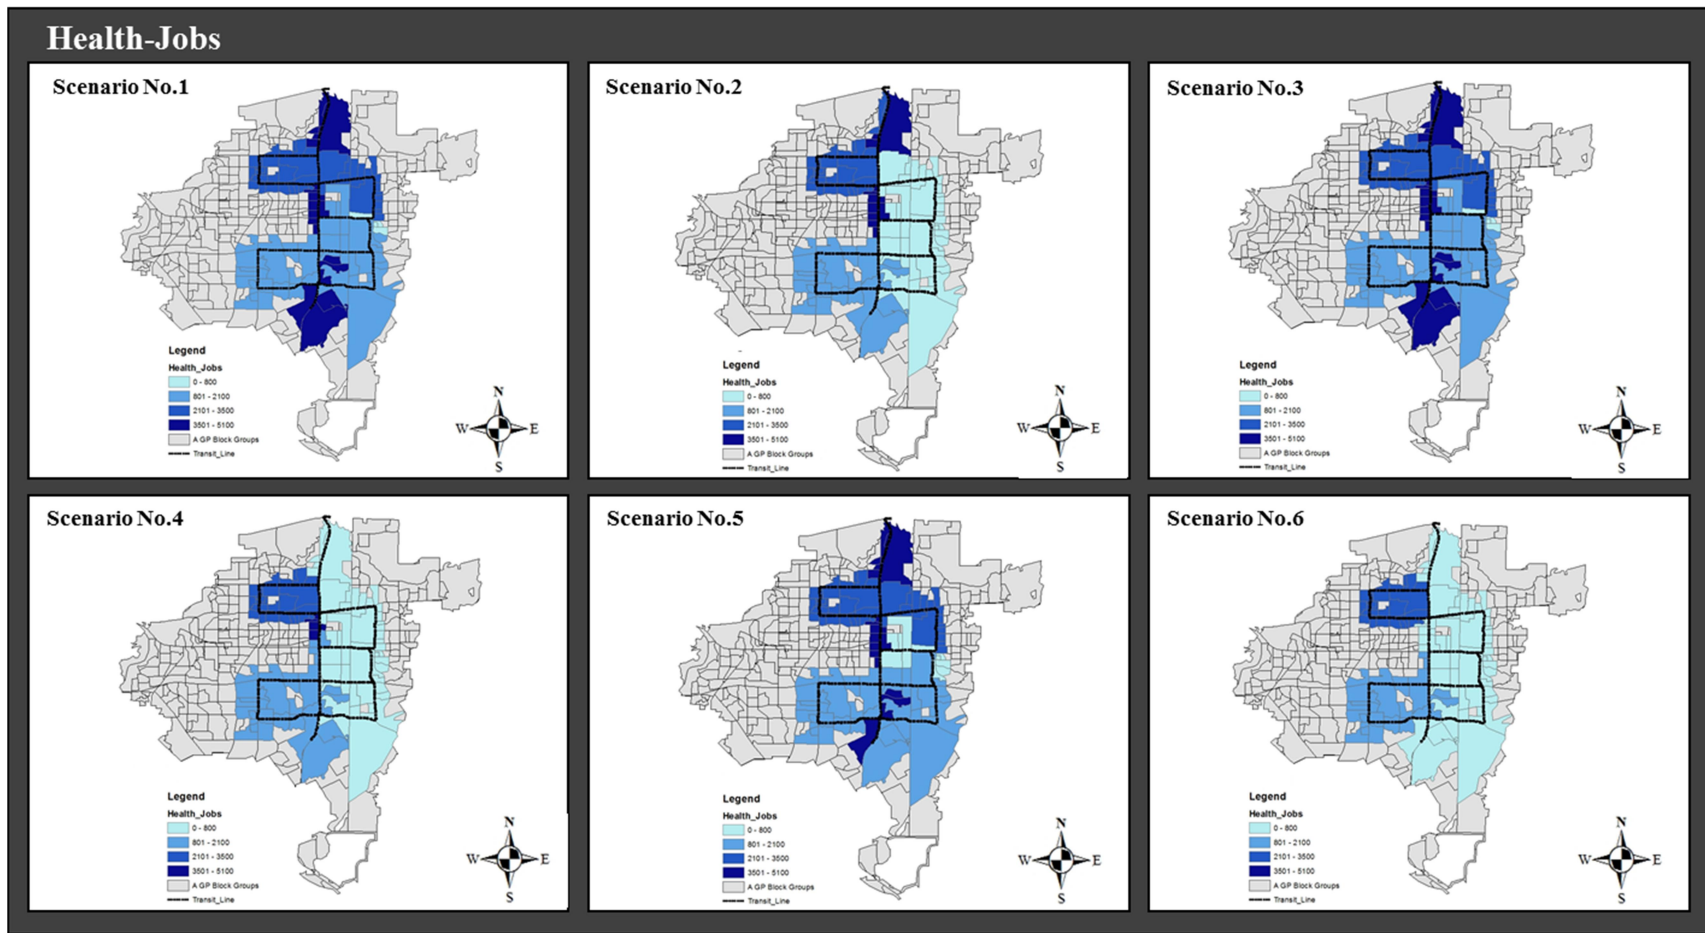 Health-Jobs
Scenario No.1
Legend
Health_Jobs
0 - 800
801 - 2100
2101 - 3500
3501 - 5100
A GP Block Groups
Transit_Line
N
W E
S
Scenario No.2
Legend
Health_Jobs
0 - 800
801 - 2100
2101 - 3500
3501 - 5100
A GP Block Groups
Transit_Line
N
W E
S
Scenario No.3
Legend
Health_Jobs
0 - 800
801 - 2100
2101 - 3500
3501 - 5100
A GP Block Groups
Transit_Line
N
W E
S
Scenario No.4
Legend
Health_Jobs
0 - 800
801 - 2100
2101 - 3500
3501 - 5100
A GP Block Groups
Transit_Line
N
W E
S
Scenario No.5
Legend
Health_Jobs
0 - 800
801 - 2100
2101 - 3500
3501 - 5100
A GP Block Groups
Transit_Line
N
W E
S
Scenario No.6
Legend
Health_Jobs
0 - 800
801 - 2100
2101 - 3500
3501 - 5100
A GP Block Groups
Transit_Line
N
W E
S